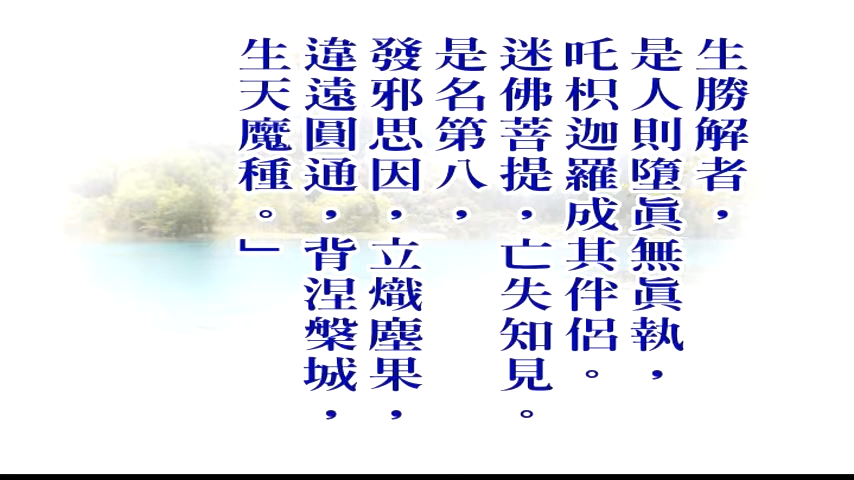 生勝解者，
是人則墮眞無眞執，
吒枳迦羅成其伴侶。
迷佛菩提，亡失知見。
是名第八，
發邪思因，立熾塵果，
違遠圓通，背涅槃城，
生天魔種。」